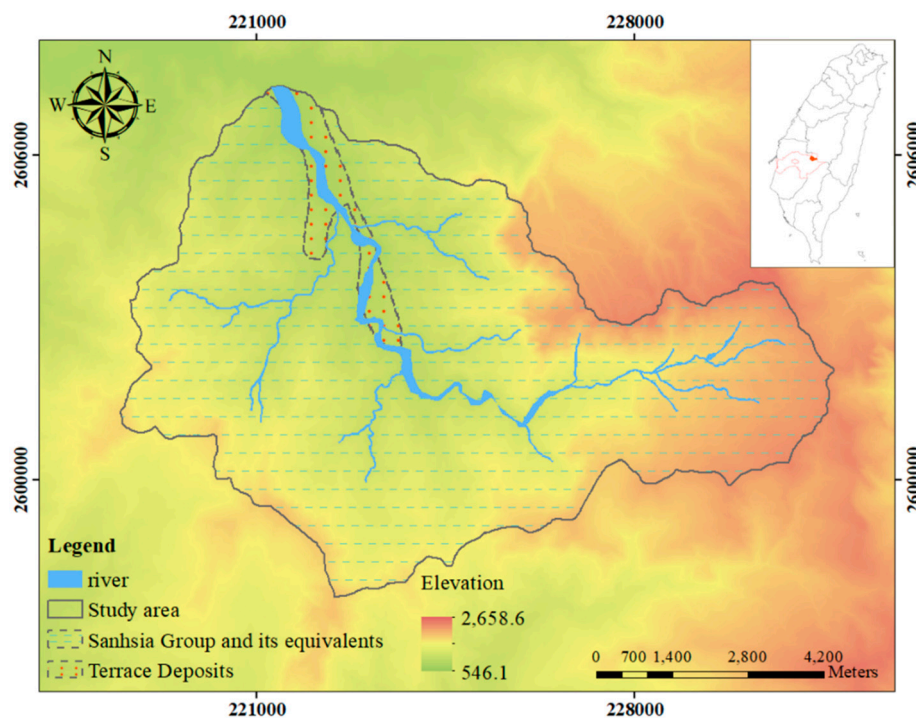 221000
228000
N
W
E
S
2606000
2606000
2600000
2600000
Legend
river
Study area
Sanhsia Group and its equivalents
Terrace Deposits
Elevation
2,658.6
546.1
0 700 1,400 2,800 4,200
Meters
221000
228000